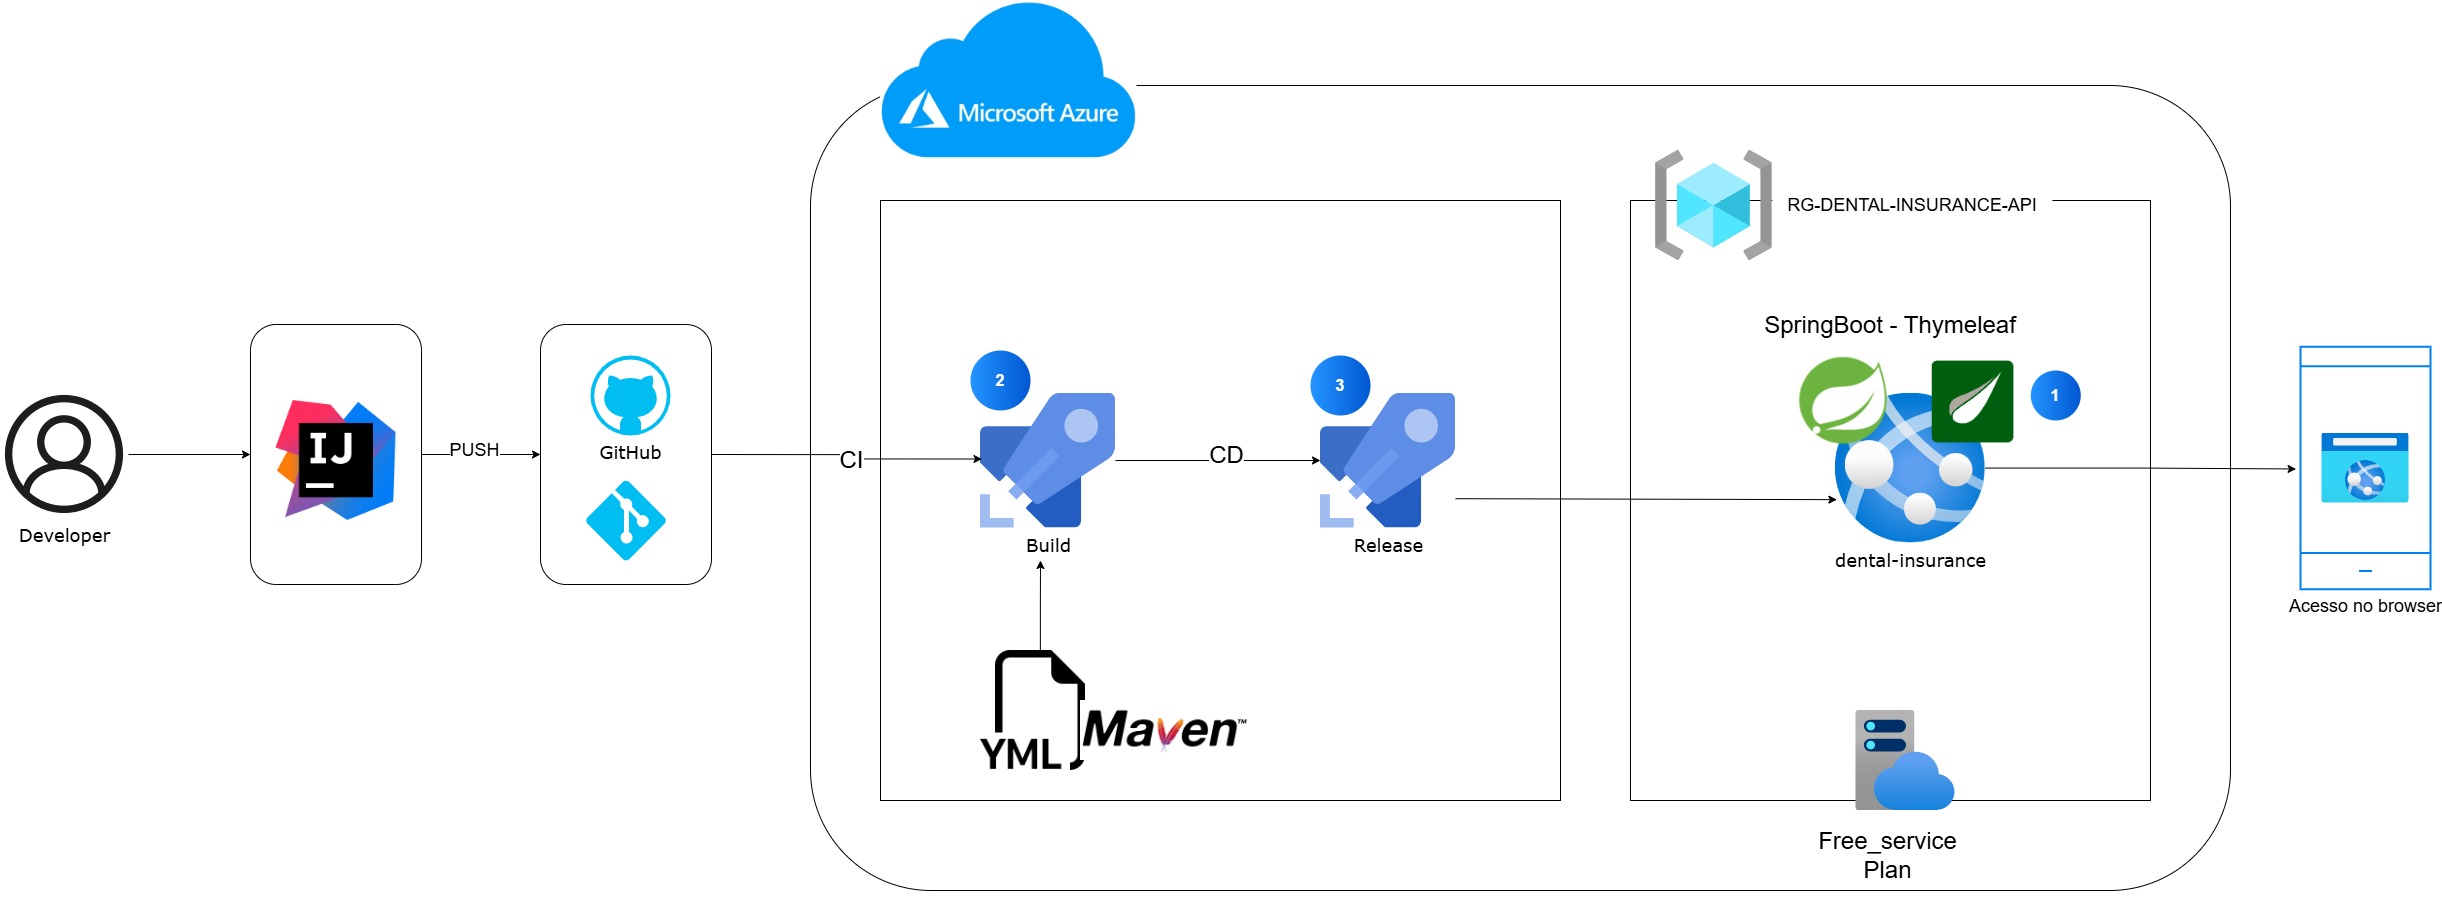 Microsoft Azure
RG-DENTAL-INSURANCE-API
SpringBoot - Thymeleaf
2
3
1
IJ
PUSH
GitHub
CI
CD
Developer
Build
Release
dental-insurance
Acesso no browser
YML
Maven™
Free_service
Plan